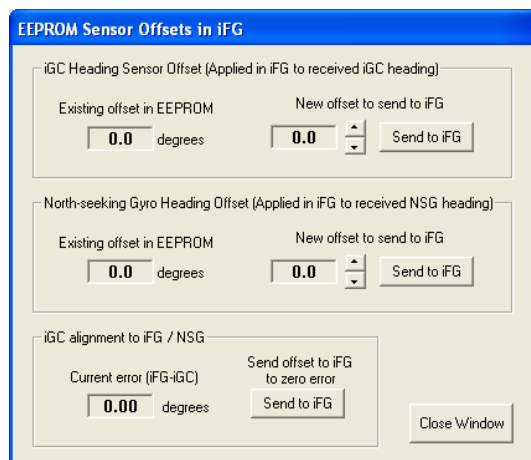 EEPROM Sensor Offsets in iFG
iGC Heading Sensor Offset (Applied in iFG to received iGC heading)
Existing offset in EEPROM
New offset to send to iFG
0.0 degrees
0.0
Send to iFG
North-seeking Gyro Heading Offset (Applied in iFG to received NSG heading)
Existing offset in EEPROM
New offset to send to iFG
0.0 degrees
0.0
Send to iFG
iGC alignment to iFG / NSG
Current error (iFG-iGC)
0.00 degrees
Send offset to iFG
to zero error
Send to iFG
Close Window